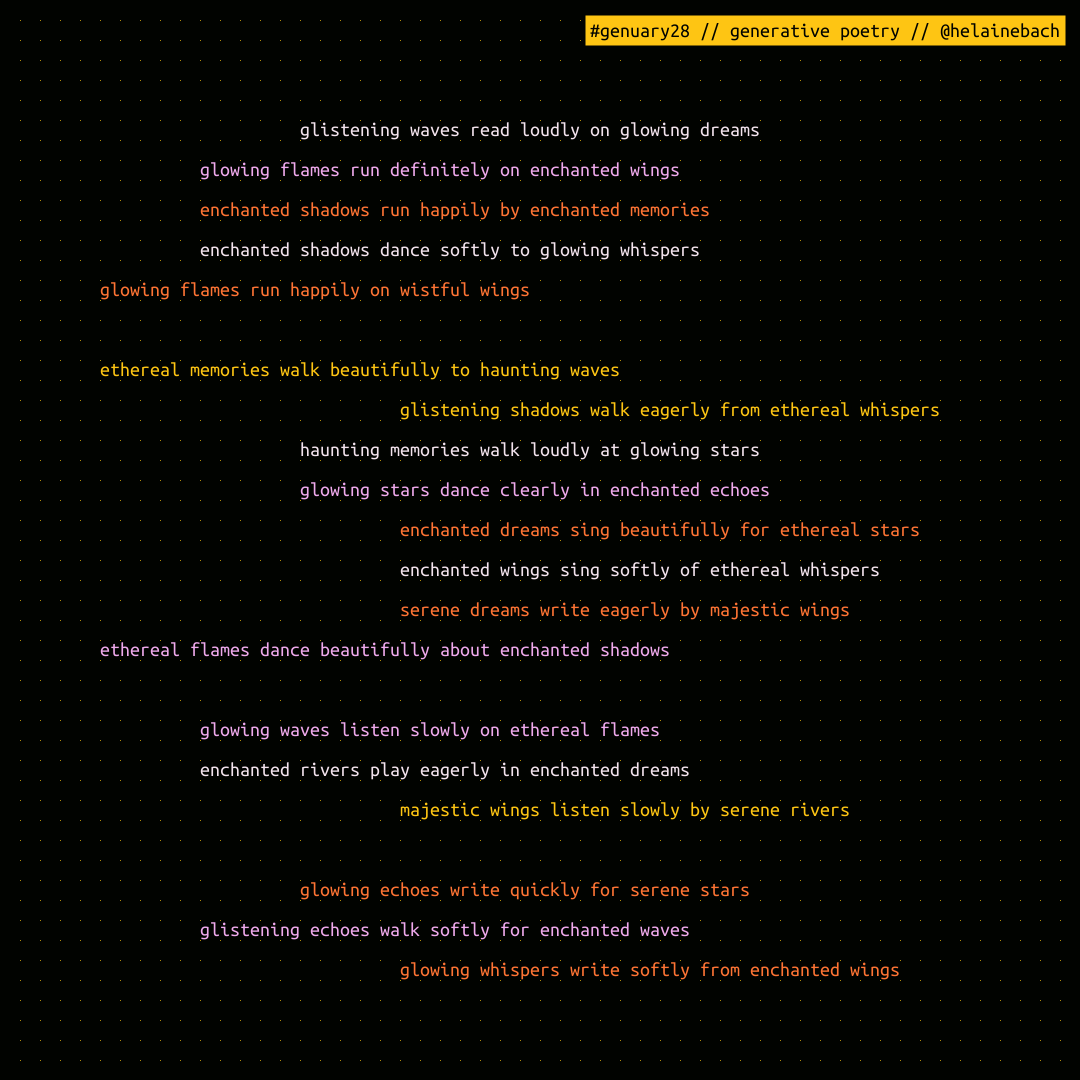 #genuary28 // generative poetry // @helainebach
glistening waves read loudly on glowing dreams
glowing flames run definitely on enchanted wings
enchanted shadows run happily by enchanted memories
enchanted shadows dance softly to glowing whispers
glowing flames run happily on wistful wings
ethereal memories walk beautifully to haunting waves
glistening shadows walk eagerly from ethereal whispers
haunting memories walk loudly at glowing stars
glowing stars dance clearly in enchanted echoes
enchanted dreams sing beautifully for ethereal stars
enchanted wings sing softly of ethereal whispers
serene dreams write eagerly by majestic wings
ethereal flames dance beautifully about enchanted shadows
glowing waves listen slowly on ethereal flames
enchanted rivers play eagerly in enchanted dreams
majestic wings listen slowly by serene rivers
glowing echoes write quickly for serene stars
glistening echoes walk softly for enchanted waves
glowing whispers write softly from enchanted wings